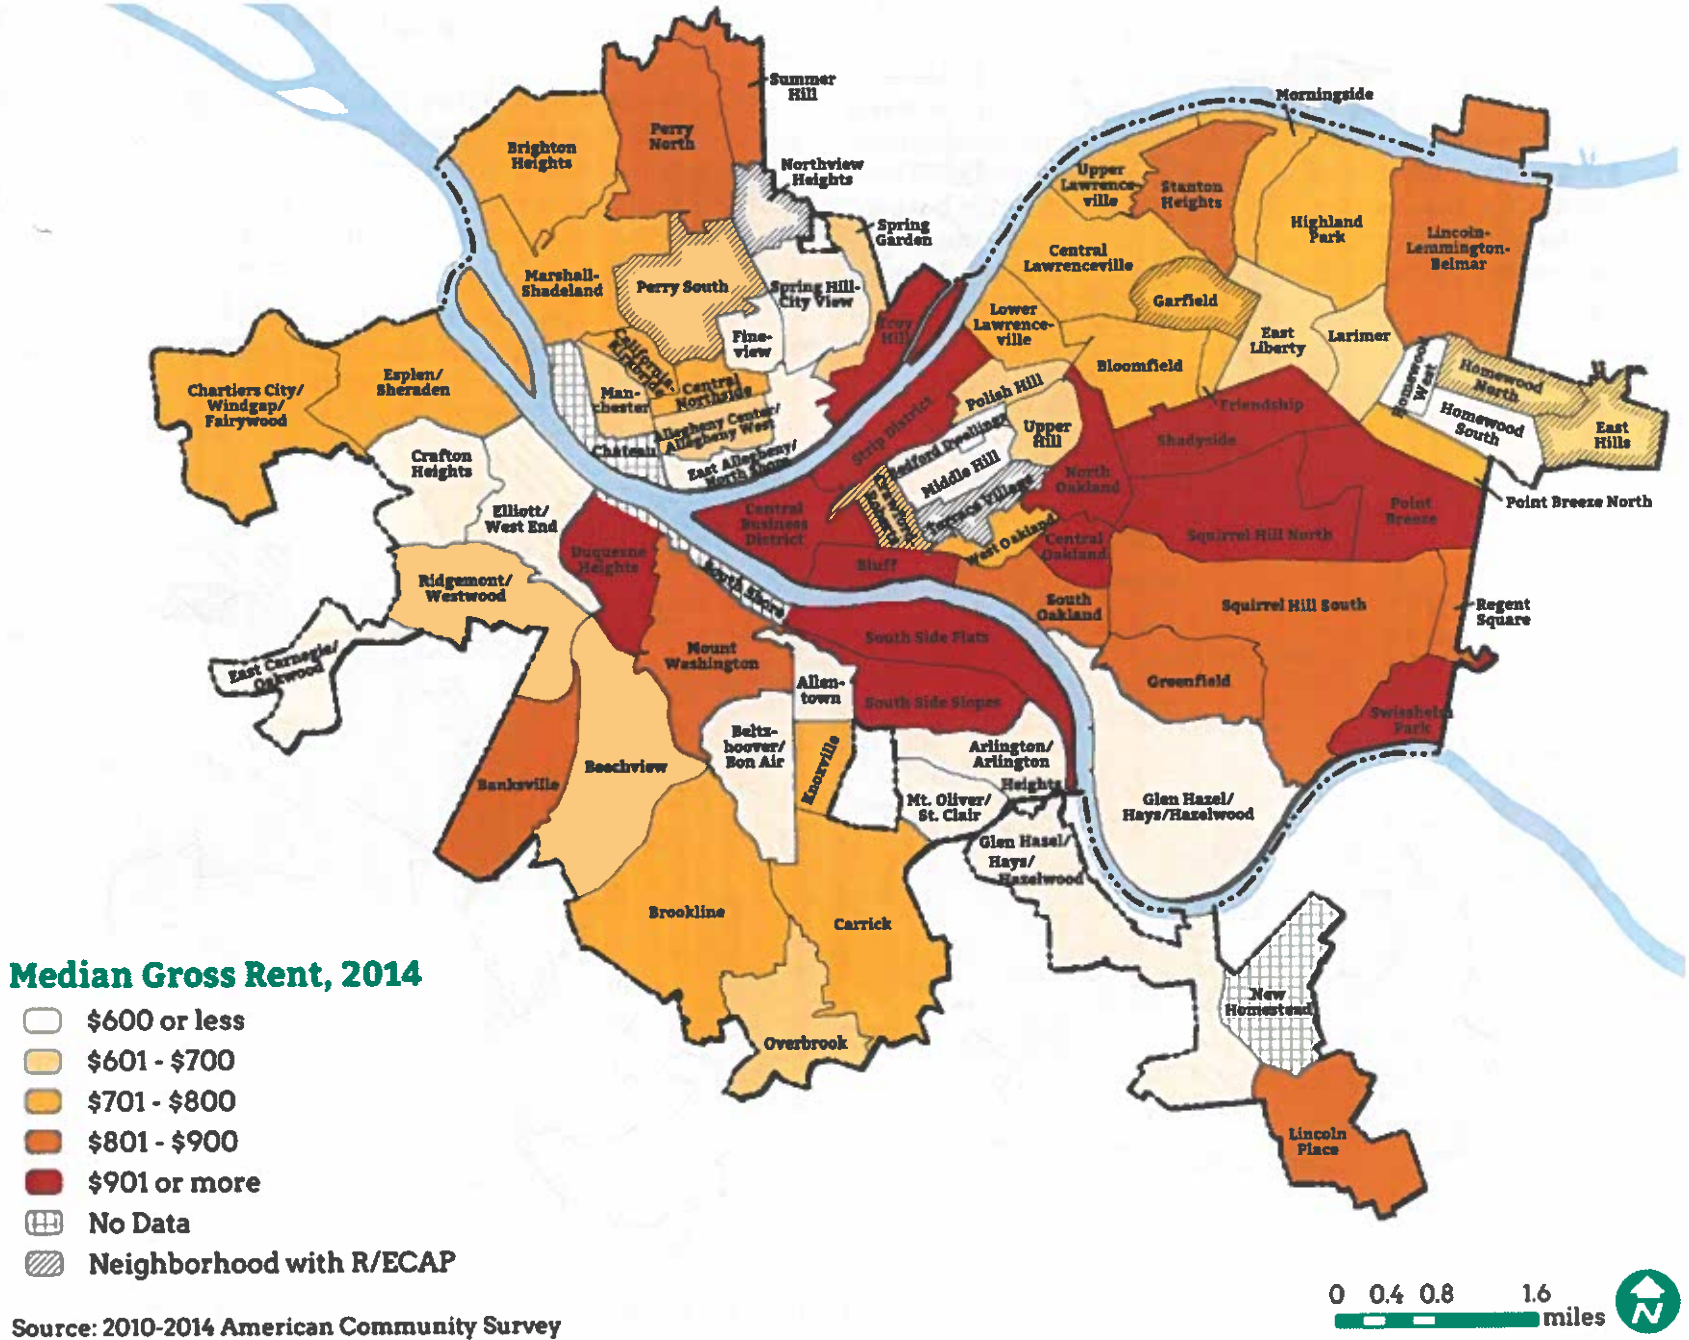 Summer
Hill
Morningside
Perry
North
Brighton
Heights
Northview
Heights
Upper
Lawrence-
ville
Stanton
Heights
Spring
Garden
Highland
Park
Lincoln-
Lemmington-
Belmar
Central
Lawrenceville
Marshall-
Shadeland
Perry South
Spring Hill-
City View
Garfield
Troy
Hill
Lower
Lawrence-
ville
Fine-
view
East
Liberty
Larimer
California-
Kirkbride
Bloomfield
Esplen/
Sheraden
Chartiers City/
Windgap/
Fairywood
Man-
chester
Central
Northside
Polish Hill
Homewood
West
Homewood
North
Friendship
Allegheny Center/
Allegheny West
Strip District
Upper
Hill
Shadyside
Homewood
South
East
Hills
Chateau
East Allegheny/
North Shore
Bedford Dwellings
Middle Hill
Crafton
Heights
North
Oakland
Terrace Village
Crawford
Roberts
Point Breeze North
Point
Breeze
Elliott/
West End
Central
Business
District
West Oakland
Central
Oakland
Squirrel Hill North
Duquesne
Heights
Bluff
South Shore
Ridgemont/
Westwood
South
Oakland
Squirrel Hill South
Regent
Square
South Side Flats
East Carnegie/
Oakwood
Mount
Washington
Allen-
town
Greenfield
South Side Slopes
Swisshelm
Park
Beltz-
hoover/
Bon Air
Knoxville
Arlington/
Arlington
Heights
Beechview
Banksville
Mt. Oliver/
St. Clair
Glen Hazel/
Hays/Hazelwood
Glen Hazel/
Hays/
Hazelwood
Brookline
Carrick
New
Homestead
Overbrook
Lincoln
Place
Median Gross Rent, 2014
$600 or less
$601 - $700
$701 - $800
$801 - $900
$901 or more
No Data
Neighborhood with R/ECAP
Source: 2010-2014 American Community Survey
0 0.4 0.8 1.6
miles
N